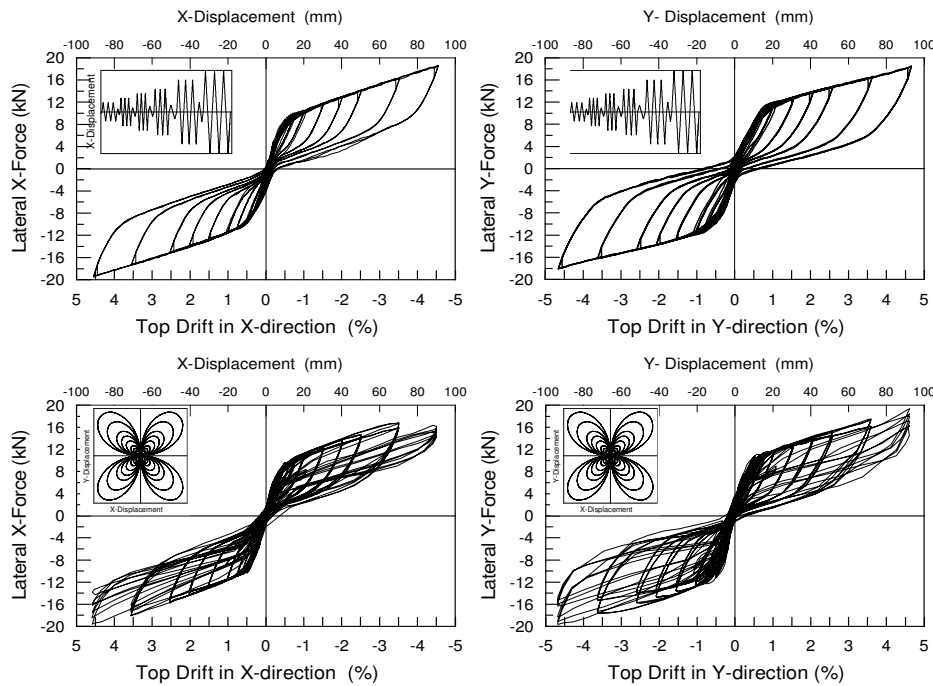 X-Displacement (mm)
-100 -80 -60 -40 -20 0 20 40 60 80 100
20
16
12
8
4
0
-4
-8
-12
-16
-20
Lateral X-Force (kN)
X-Displacement
5 4 3 2 1 0 -1 -2 -3 -4 -5
Top Drift in X-direction (%)
Y- Displacement (mm)
-100 -80 -60 -40 -20 0 20 40 60 80 100
20
16
12
8
4
0
-4
-8
-12
-16
-20
Lateral Y-Force (kN)
-5 -4 -3 -2 -1 0 1 2 3 4 5
Top Drift in Y-direction (%)
X-Displacement (mm)
-100 -80 -60 -40 -20 0 20 40 60 80 100
20
16
12
8
4
0
-4
-8
-12
-16
-20
Lateral X-Force (kN)
Y-Displacement
X-Displacement
5 4 3 2 1 0 -1 -2 -3 -4 -5
Top Drift in X-direction (%)
Y- Displacement (mm)
-100 -80 -60 -40 -20 0 20 40 60 80 100
20
16
12
8
4
0
-4
-8
-12
-16
-20
Lateral Y-Force (kN)
Y-Displacement
X-Displacement
-5 -4 -3 -2 -1 0 1 2 3 4 5
Top Drift in Y-direction (%)